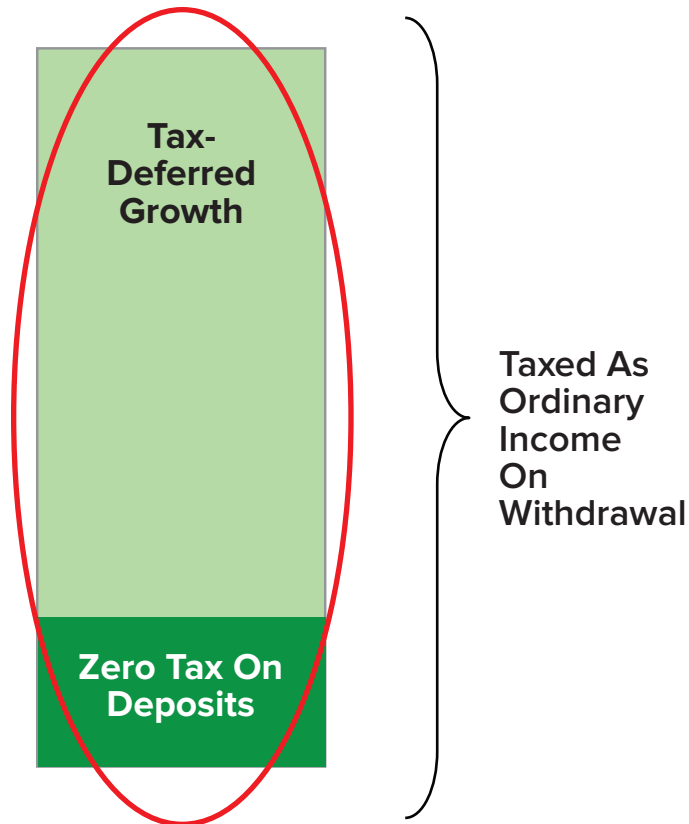 Tax-
Deferred
Growth
Taxed As
Ordinary
Income
On
Withdrawal
Zero Tax On
Deposits